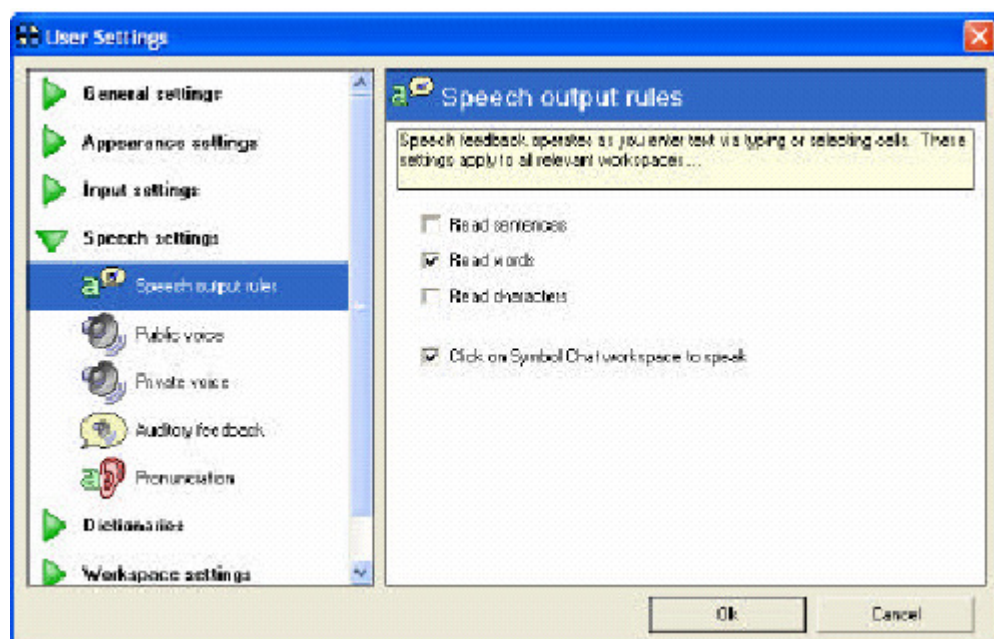 User Settings
General settings
Appearance settings
Input settings
Speech settings
Speech output rules
Public voice
Private voice
Auditory feedback
Pronunciation
Dictionaries
Workspace settings
Speech output rules
Speech feedback operates as you enter text via typing or selecting cells. These
settings apply to all relevant workspaces...
Read sentences
Read words
Read characters
Click on Symbol Chat workspace to speak
Ok
Cancel